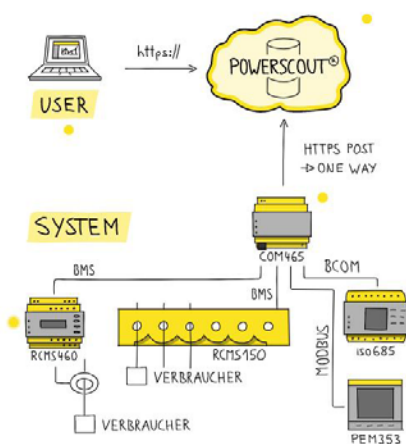 https://
POWERSCOUT®
USER
HTTPS POST
→ ONE WAY
SYSTEM
COM465
BMS
BCOM
BMS
RCMS460
RCMS150
MODBUS
iso685
VERBRAUCHER
VERBRAUCHER
PEM353